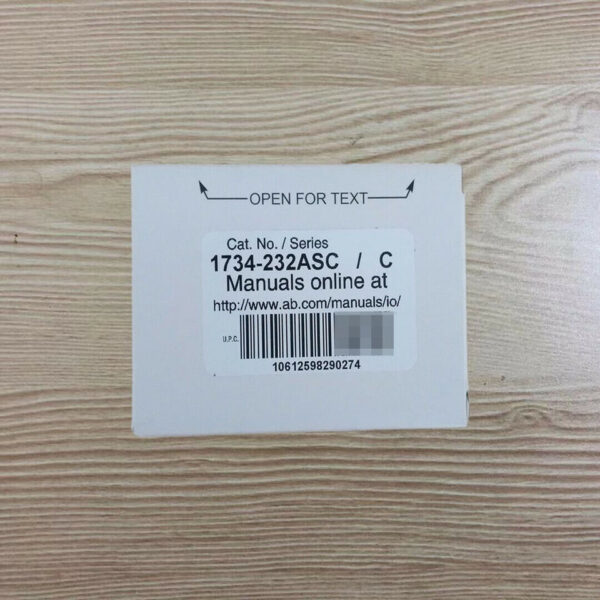 OPEN FOR TEXT
Cat. No. / Series
1734-232ASC / C
Manuals online at
http://www.ab.com/manuals/io/
U.P.C.
10612598290274